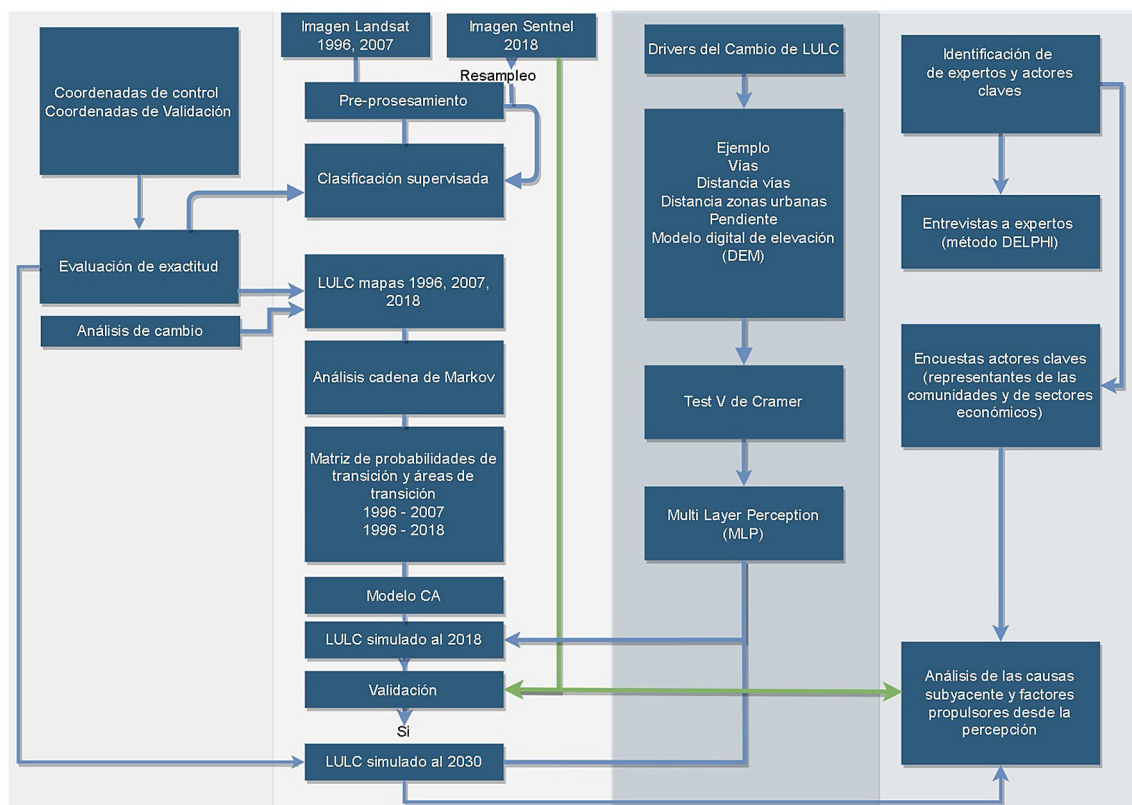 Coordenadas de control
Coordenadas de Validación
Evaluación de exactitud
Análisis de cambio
Imagen Landsat
1996, 2007
Imagen Sentnel
2018
Resampleo
Pre-prosesamiento
Clasificación supervisada
LULC mapas 1996, 2007,
2018
Análisis cadena de Markov
Matriz de probabilidades de
transición y áreas de
transición
1996 - 2007
1996 - 2018
Modelo CA
LULC simulado al 2018
Validación
Si
LULC simulado al 2030
Drivers del Cambio de LULC
Ejemplo
Vías
Distancia vías
Distancia zonas urbanas
Pendiente
Modelo digital de elevación
(DEM)
Test V de Cramer
Multi Layer Perception
(MLP)
Identificación de
de expertos y actores
claves
Entrevistas a expertos
(método DELPHI)
Encuestas actores claves
(representantes de las
comunidades y de sectores
económicos)
Análisis de las causas
subyacente y factores
propulsores desde la
percepción